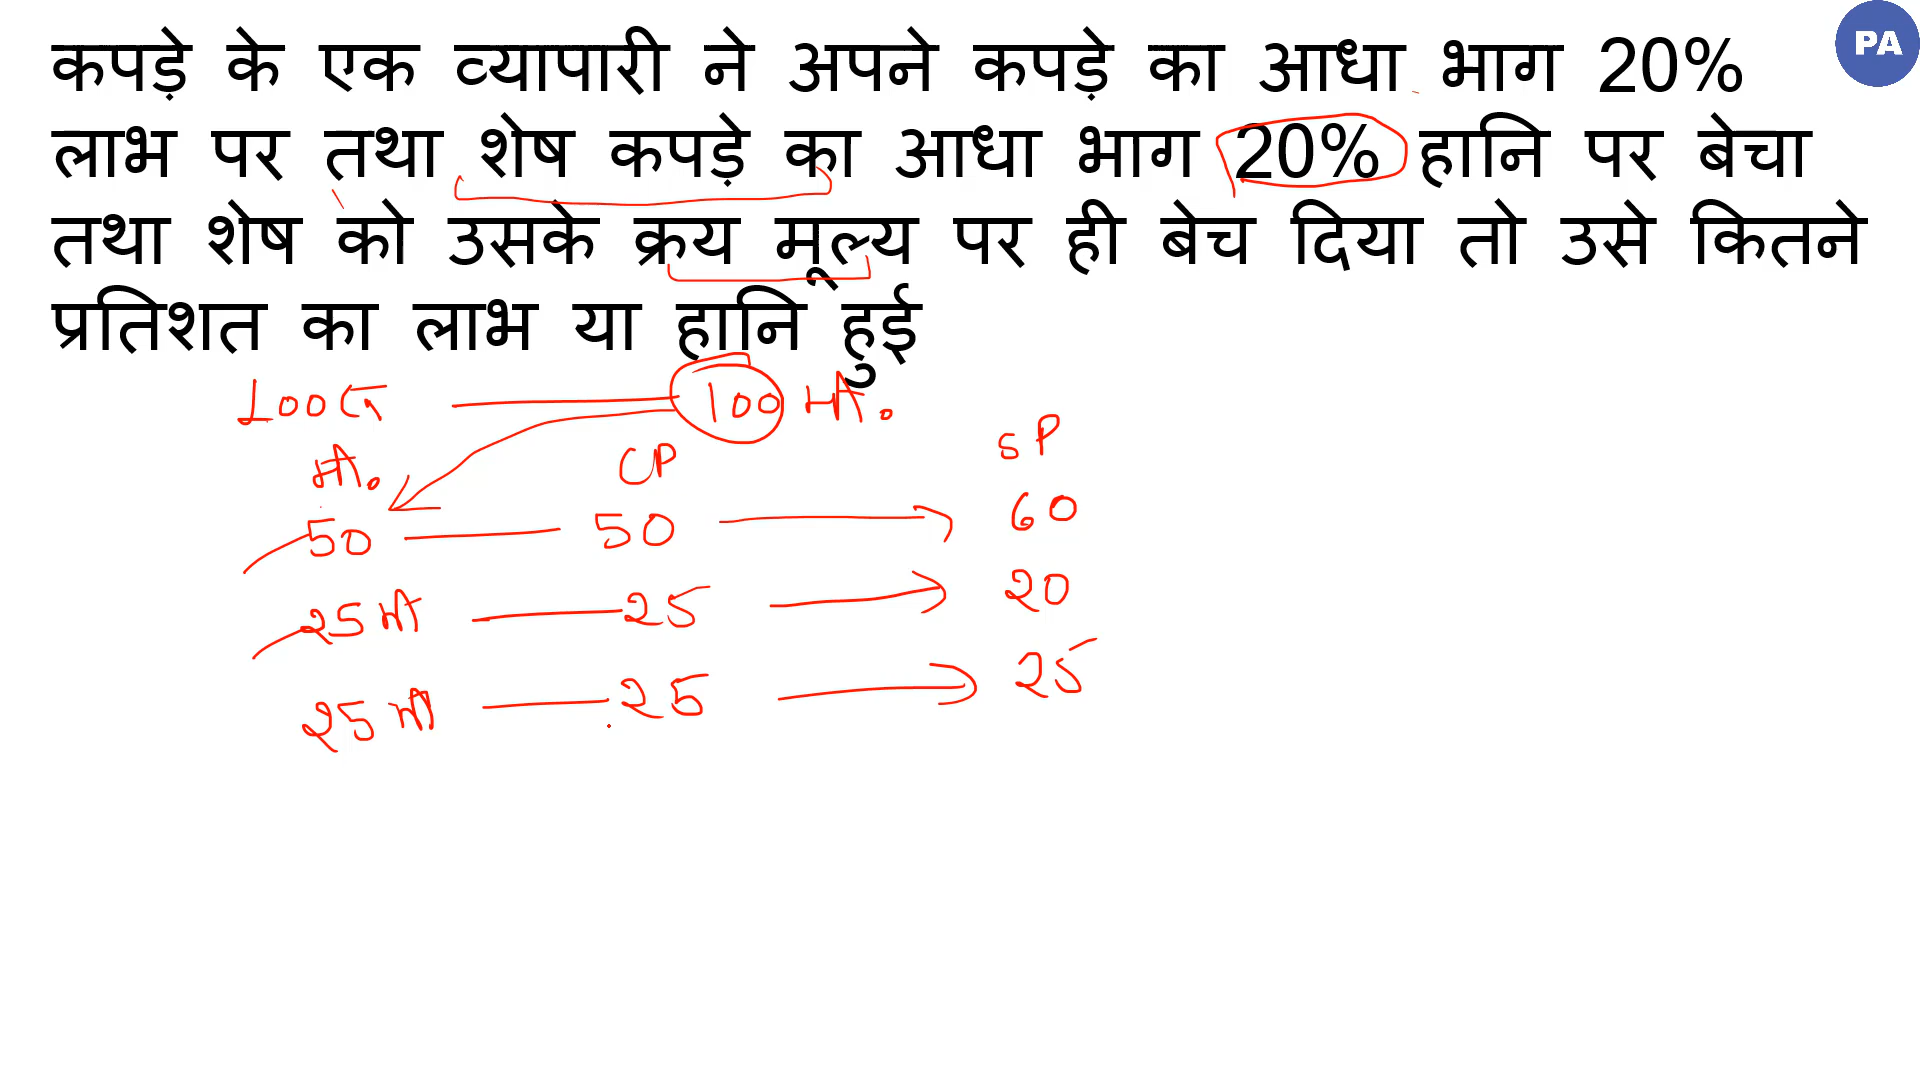 कपड़े के एक व्यापारी ने अपने कपड़े का आधा भाग 20%
लाभ पर तथा शेष कपड़े का आधा भाग 20% हानि पर बेचा
तथा शेष को उसके क्रय मूल्य पर ही बेच दिया तो उसे कितने
प्रतिशत का लाभ या हानि हुई
PA
100 100 मी.
मी. CP SP
50 50 60
25 मी 25 20
25 मी 25 25